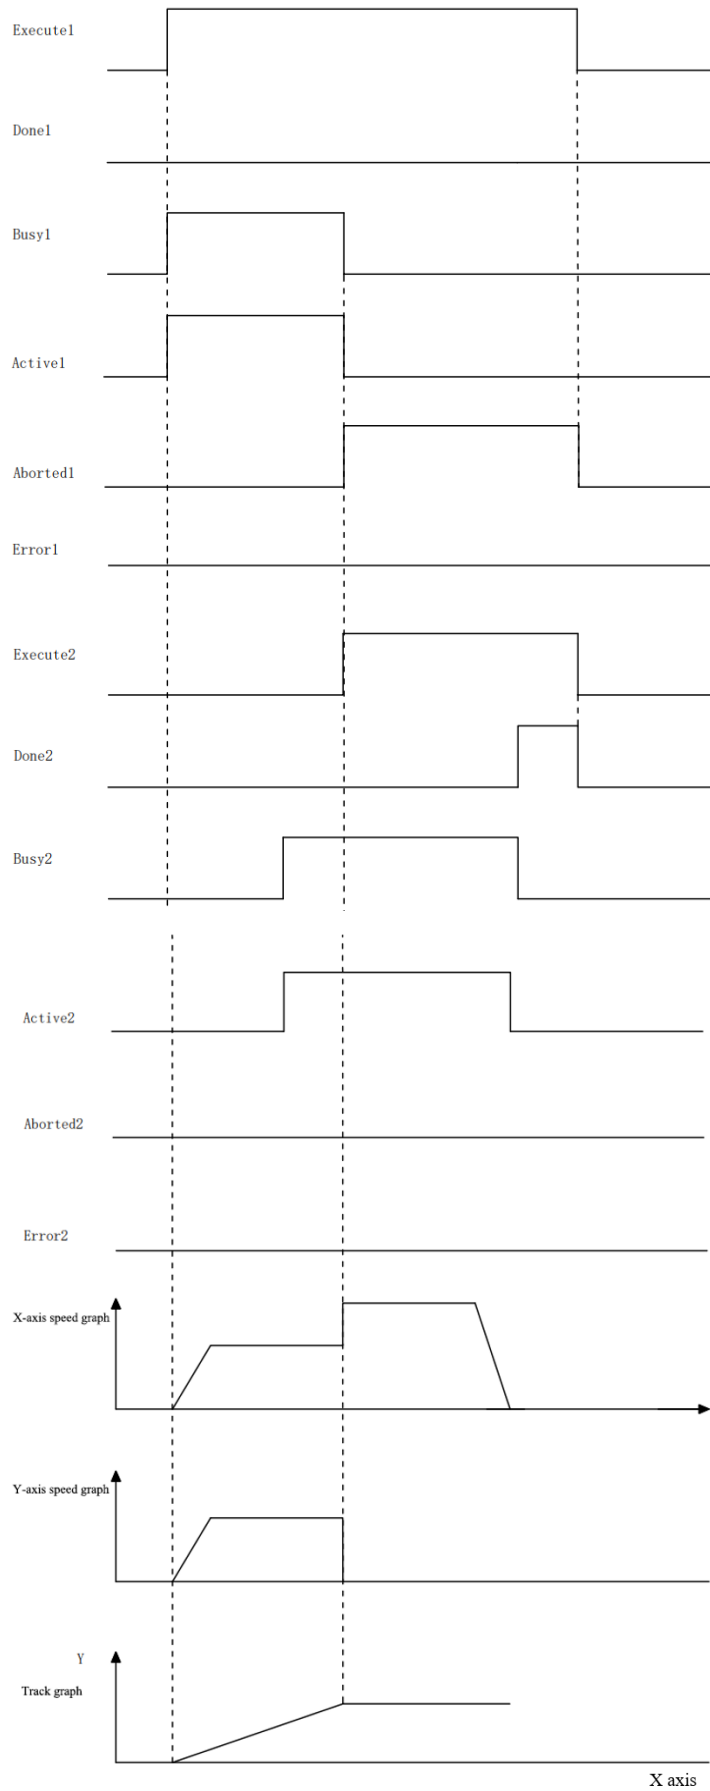 Execute1
Done1
Busy1
Active1
Aborted1
Error1
Execute2
Done2
Busy2
Active2
Aborted2
Error2
X-axis speed graph
Y-axis speed graph
Y
Track graph
X axis